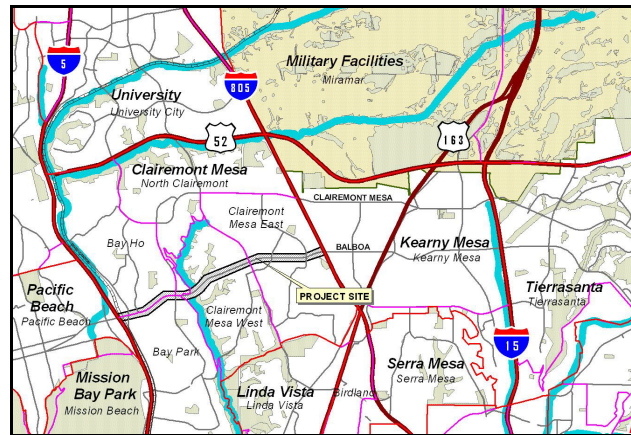 5
805
Military Facilities
Miramar
University
University City
52
163
Clairemont Mesa
North Clairemont
CLAIREMONT MESA
Clairemont
Mesa East
Bay Ho
BALBOA
Kearny Mesa
Kearny Mesa
Pacific
Beach
Pacific Beach
PROJECT SITE
Tierrasanta
Tierrasanta
Clairemont
Mesa West
15
Bay Park
Serra Mesa
Serra Mesa
Mission
Bay Park
Mission Beach
Linda Vista
Linda Vista
Birdland